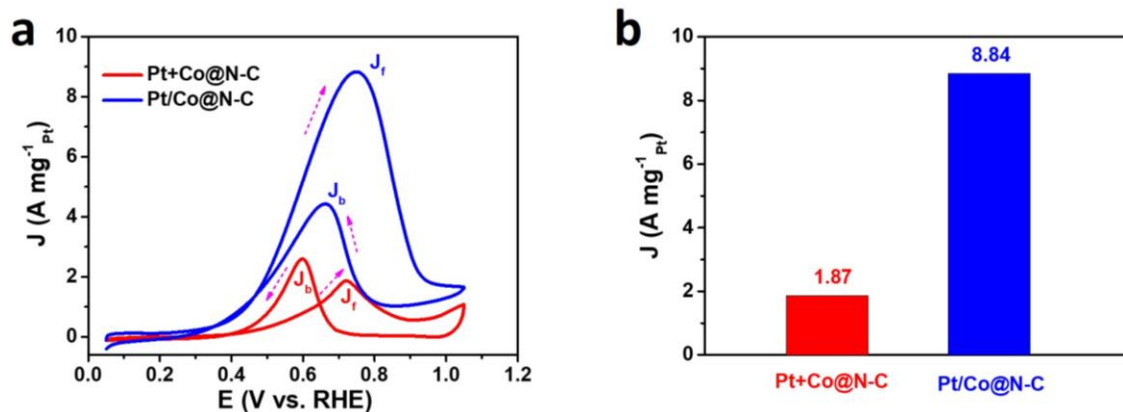 a
10
8
6
4
2
0
J (A mg⁻¹Pt)
Pt+Co@N-C
Pt/Co@N-C
Jf
Jb
Jb
Jf
0.0 0.2 0.4 0.6 0.8 1.0 1.2
E (V vs. RHE)
b
10
8
6
4
2
0
J (A mg⁻¹Pt)
8.84
1.87
Pt+Co@N-C Pt/Co@N-C